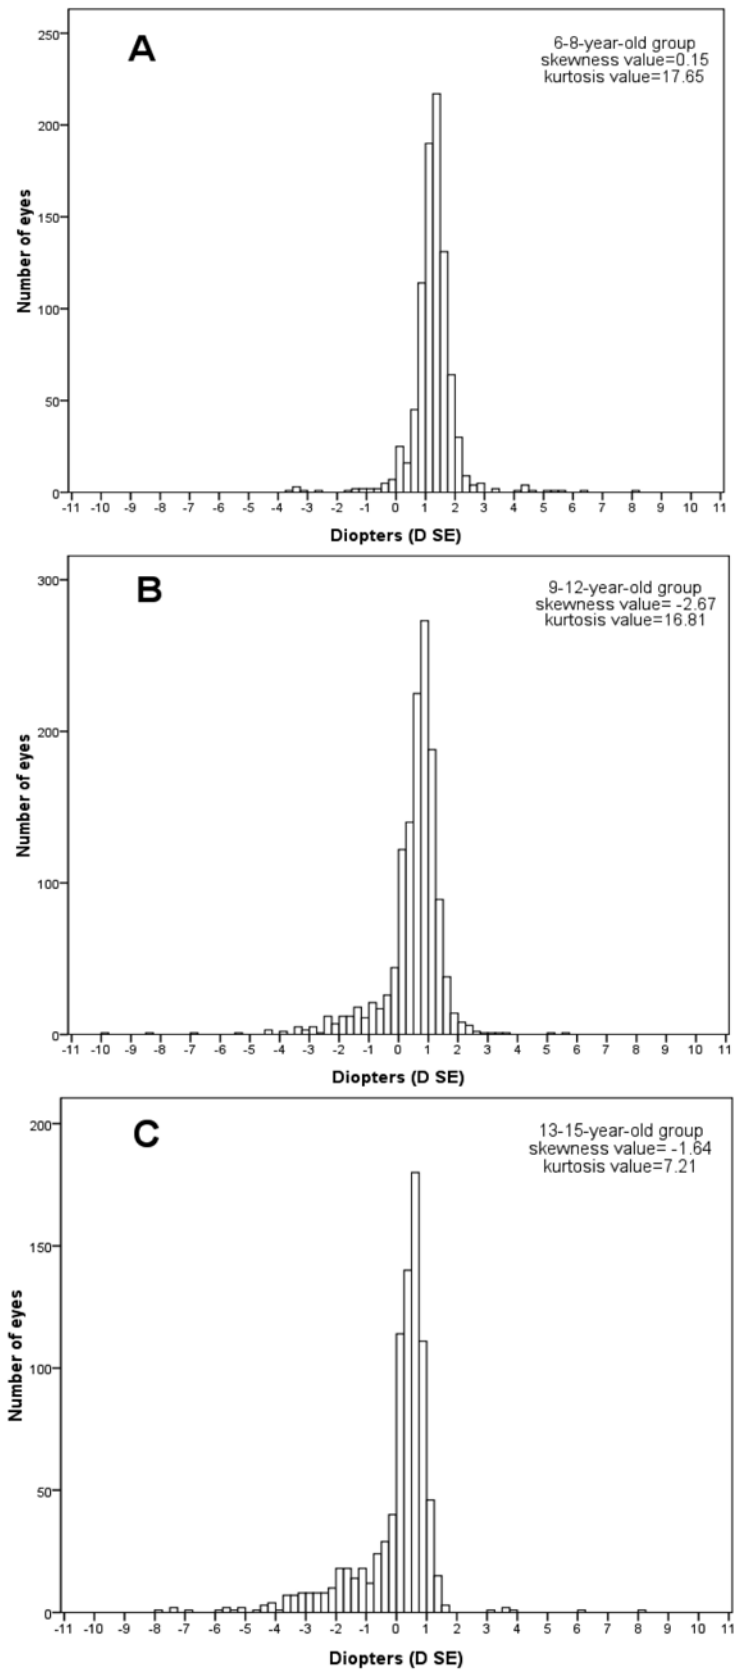 A
6-8-year-old group
skewness value=0.15
kurtosis value=17.65
Number of eyes
250
200
150
100
50
0
-11 -10 -9 -8 -7 -6 -5 -4 -3 -2 -1 0 1 2 3 4 5 6 7 8 9 10 11
Diopters (D SE)
B
9-12-year-old group
skewness value= -2.67
kurtosis value=16.81
Number of eyes
300
200
100
0
-11 -10 -9 -8 -7 -6 -5 -4 -3 -2 -1 0 1 2 3 4 5 6 7 8 9 10 11
Diopters (D SE)
C
13-15-year-old group
skewness value= -1.64
kurtosis value=7.21
Number of eyes
200
150
100
50
0
-11 -10 -9 -8 -7 -6 -5 -4 -3 -2 -1 0 1 2 3 4 5 6 7 8 9 10 11
Diopters (D SE)